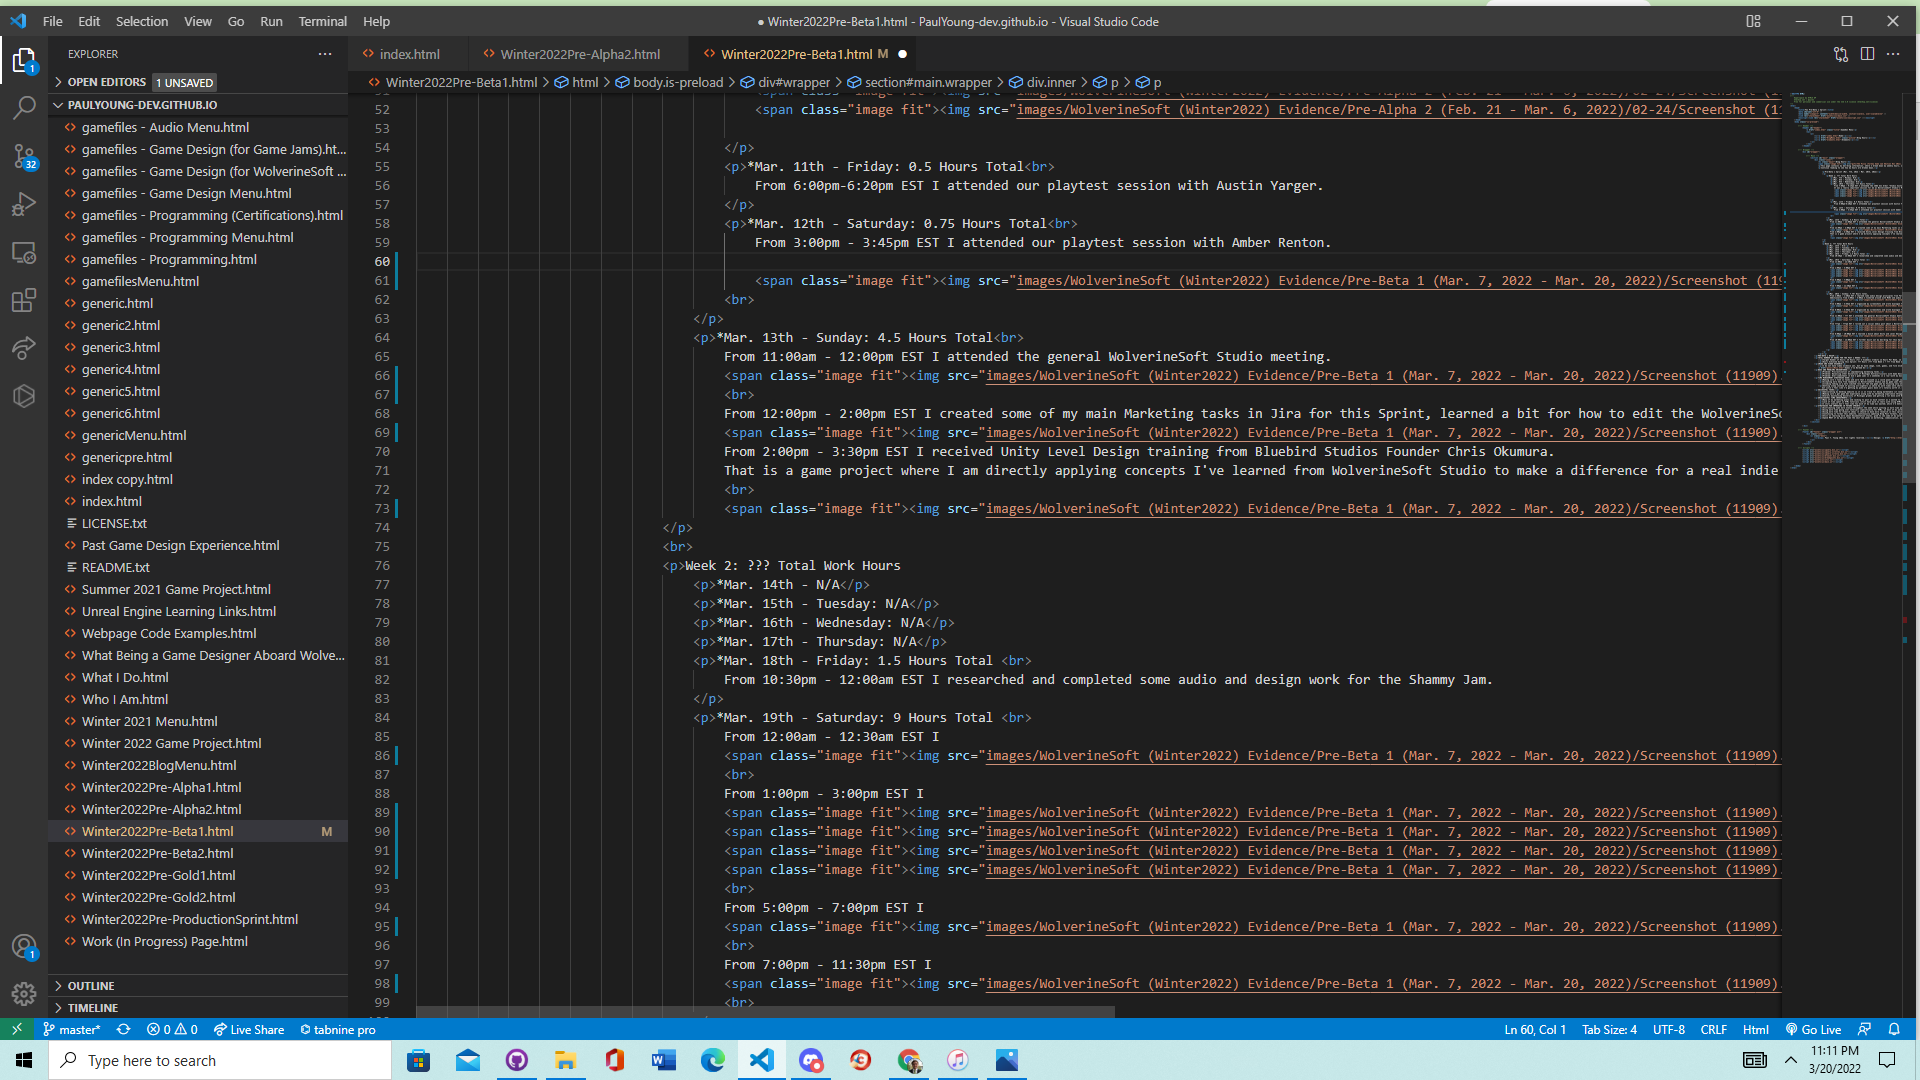 File Edit Selection View Go Run Terminal Help
● Winter2022Pre-Beta1.html - PaulYoung-dev.github.io - Visual Studio Code
EXPLORER
OPEN EDITORS 1 UNSAVED
PAULYOUNG-DEV.GITHUB.IO
gamefiles - Audio Menu.html
gamefiles - Game Design (for Game Jams).ht...
gamefiles - Game Design (for WolverineSoft ...
gamefiles - Game Design Menu.html
gamefiles - Programming (Certifications).html
gamefiles - Programming Menu.html
gamefiles - Programming.html
gamefilesMenu.html
generic.html
generic2.html
generic3.html
generic4.html
generic5.html
generic6.html
genericMenu.html
genericpre.html
index copy.html
index.html
LICENSE.txt
Past Game Design Experience.html
README.txt
Summer 2021 Game Project.html
Unreal Engine Learning Links.html
Webpage Code Examples.html
What Being a Game Designer Aboard Wolve...
What I Do.html
Who I Am.html
Winter 2021 Menu.html
Winter 2022 Game Project.html
Winter2022BlogMenu.html
Winter2022Pre-Alpha1.html
Winter2022Pre-Alpha2.html
Winter2022Pre-Beta1.html M
Winter2022Pre-Beta2.html
Winter2022Pre-Gold1.html
Winter2022Pre-Gold2.html
Winter2022Pre-ProductionSprint.html
Work (In Progress) Page.html
OUTLINE
TIMELINE
1
32
1
index.html Winter2022Pre-Alpha2.html Winter2022Pre-Beta1.html M
Winter2022Pre-Beta1.html > html > body.is-preload > div#wrapper > section#main.wrapper > div.inner > p > p
52 <span class="image fit"><img src="images/WolverineSoft (Winter2022) Evidence/Pre-Alpha 2 (Feb. 21 - Mar. 6, 2022)/02-24/Screenshot (11
53
54 </p>
55 <p>*Mar. 11th - Friday: 0.5 Hours Total<br>
56 From 6:00pm-6:20pm EST I attended our playtest session with Austin Yarger.
57 </p>
58 <p>*Mar. 12th - Saturday: 0.75 Hours Total<br>
59 From 3:00pm - 3:45pm EST I attended our playtest session with Amber Renton.
60
61 <span class="image fit"><img src="images/WolverineSoft (Winter2022) Evidence/Pre-Beta 1 (Mar. 7, 2022 - Mar. 20, 2022)/Screenshot (119
62 <br>
63 </p>
64 <p>*Mar. 13th - Sunday: 4.5 Hours Total<br>
65 From 11:00am - 12:00pm EST I attended the general WolverineSoft Studio meeting.
66 <span class="image fit"><img src="images/WolverineSoft (Winter2022) Evidence/Pre-Beta 1 (Mar. 7, 2022 - Mar. 20, 2022)/Screenshot (11909).
67 <br>
68 From 12:00pm - 2:00pm EST I created some of my main Marketing tasks in Jira for this Sprint, learned a bit for how to edit the WolverineSo
69 <span class="image fit"><img src="images/WolverineSoft (Winter2022) Evidence/Pre-Beta 1 (Mar. 7, 2022 - Mar. 20, 2022)/Screenshot (11909).
70 From 2:00pm - 3:30pm EST I received Unity Level Design training from Bluebird Studios Founder Chris Okumura.
71 That is a game project where I am directly applying concepts I've learned from WolverineSoft Studio to make a difference for a real indie
72 <br>
73 <span class="image fit"><img src="images/WolverineSoft (Winter2022) Evidence/Pre-Beta 1 (Mar. 7, 2022 - Mar. 20, 2022)/Screenshot (11909).
74 </p>
75 <br>
76 <p>Week 2: ??? Total Work Hours
77 <p>*Mar. 14th - N/A</p>
78 <p>*Mar. 15th - Tuesday: N/A</p>
79 <p>*Mar. 16th - Wednesday: N/A</p>
80 <p>*Mar. 17th - Thursday: N/A</p>
81 <p>*Mar. 18th - Friday: 1.5 Hours Total <br>
82 From 10:30pm - 12:00am EST I researched and completed some audio and design work for the Shammy Jam.
83 </p>
84 <p>*Mar. 19th - Saturday: 9 Hours Total <br>
85 From 12:00am - 12:30am EST I
86 <span class="image fit"><img src="images/WolverineSoft (Winter2022) Evidence/Pre-Beta 1 (Mar. 7, 2022 - Mar. 20, 2022)/Screenshot (11909).
87 <br>
88 From 1:00pm - 3:00pm EST I
89 <span class="image fit"><img src="images/WolverineSoft (Winter2022) Evidence/Pre-Beta 1 (Mar. 7, 2022 - Mar. 20, 2022)/Screenshot (11909).
90 <span class="image fit"><img src="images/WolverineSoft (Winter2022) Evidence/Pre-Beta 1 (Mar. 7, 2022 - Mar. 20, 2022)/Screenshot (11909).
91 <span class="image fit"><img src="images/WolverineSoft (Winter2022) Evidence/Pre-Beta 1 (Mar. 7, 2022 - Mar. 20, 2022)/Screenshot (11909).
92 <span class="image fit"><img src="images/WolverineSoft (Winter2022) Evidence/Pre-Beta 1 (Mar. 7, 2022 - Mar. 20, 2022)/Screenshot (11909).
93 <br>
94 From 5:00pm - 7:00pm EST I
95 <span class="image fit"><img src="images/WolverineSoft (Winter2022) Evidence/Pre-Beta 1 (Mar. 7, 2022 - Mar. 20, 2022)/Screenshot (11909).
96 <br>
97 From 7:00pm - 11:30pm EST I
98 <span class="image fit"><img src="images/WolverineSoft (Winter2022) Evidence/Pre-Beta 1 (Mar. 7, 2022 - Mar. 20, 2022)/Screenshot (11909).
99 <br>
master* 0 0 Live Share tabnine pro
Ln 60, Col 1 Tab Size: 4 UTF-8 CRLF Html Go Live
Type here to search
11:11 PM
3/20/2022